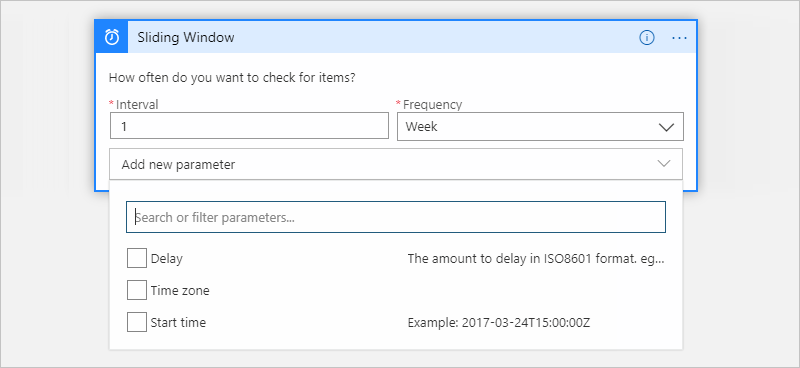 Sliding Window
How often do you want to check for items?
* Interval
* Frequency
1
Week
Add new parameter
Search or filter parameters...
Delay The amount to delay in ISO8601 format. eg...
Time zone
Start time Example: 2017-03-24T15:00:00Z